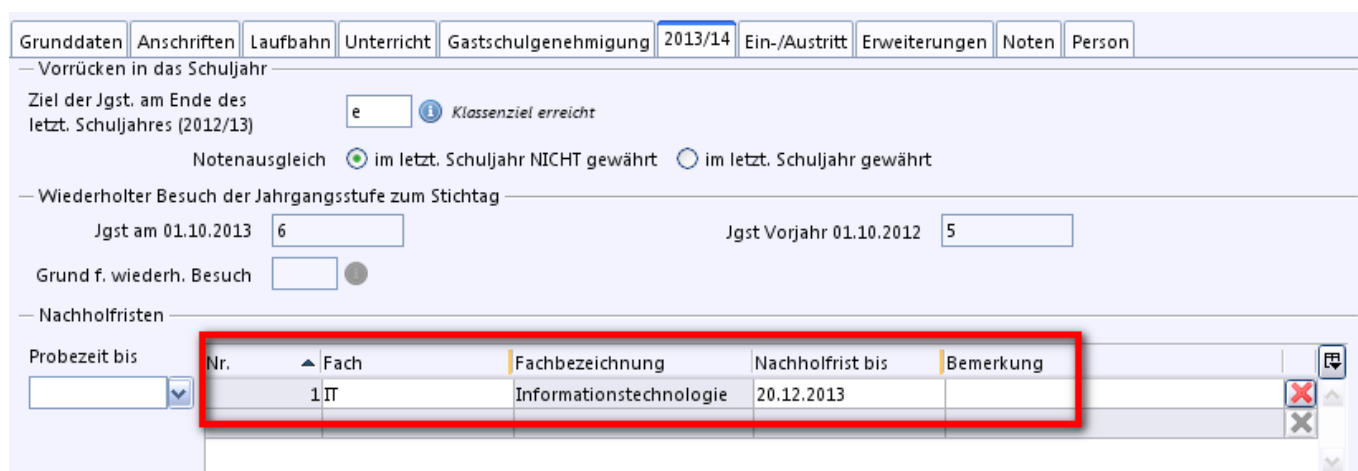 Grunddaten Anschriften Laufbahn Unterricht Gastschulgenehmigung 2013/14 Ein-/Austritt Erweiterungen Noten Person
Vorrücken in das Schuljahr
Ziel der Jgst. am Ende des
letzt. Schuljahres (2012/13) e Klassenziel erreicht
Notenausgleich im letzt. Schuljahr NICHT gewährt im letzt. Schuljahr gewährt
Wiederholter Besuch der Jahrgangsstufe zum Stichtag
Jgst am 01.10.2013 6 Jgst Vorjahr 01.10.2012 5
Grund f. wiederh. Besuch
Nachholfristen
Probezeit bis Nr. Fach Fachbezeichnung Nachholfrist bis Bemerkung
1 IT Informationstechnologie 20.12.2013